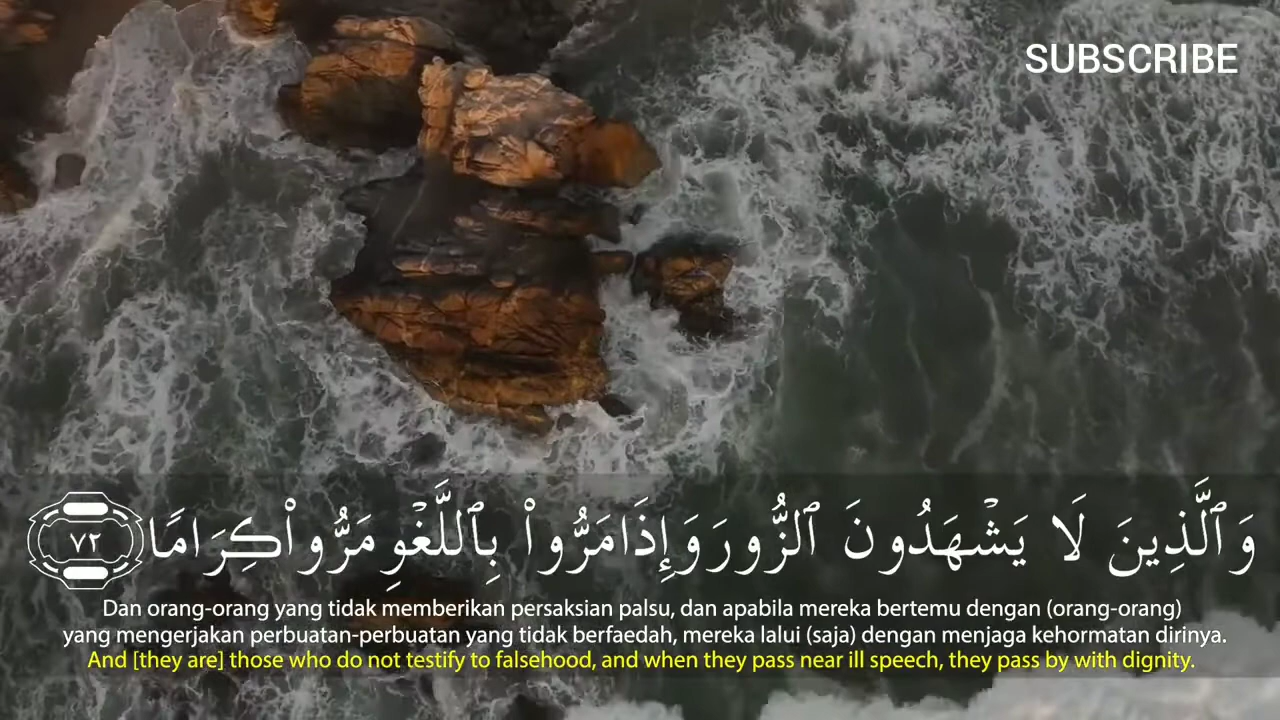 SUBSCRIBE
وَٱلَّذِينَ لَا يَشْهَدُونَ ٱلزُّورَ وَإِذَا مَرُّوا۟ بِٱللَّغْوِ مَرُّوا۟ كِرَامًا ٧٢
Dan orang-orang yang tidak memberikan persaksian palsu, dan apabila mereka bertemu dengan (orang-orang)
yang mengerjakan perbuatan-perbuatan yang tidak berfaedah, mereka lalui (saja) dengan menjaga kehormatan dirinya.
And [they are] those who do not testify to falsehood, and when they pass near ill speech, they pass by with dignity.